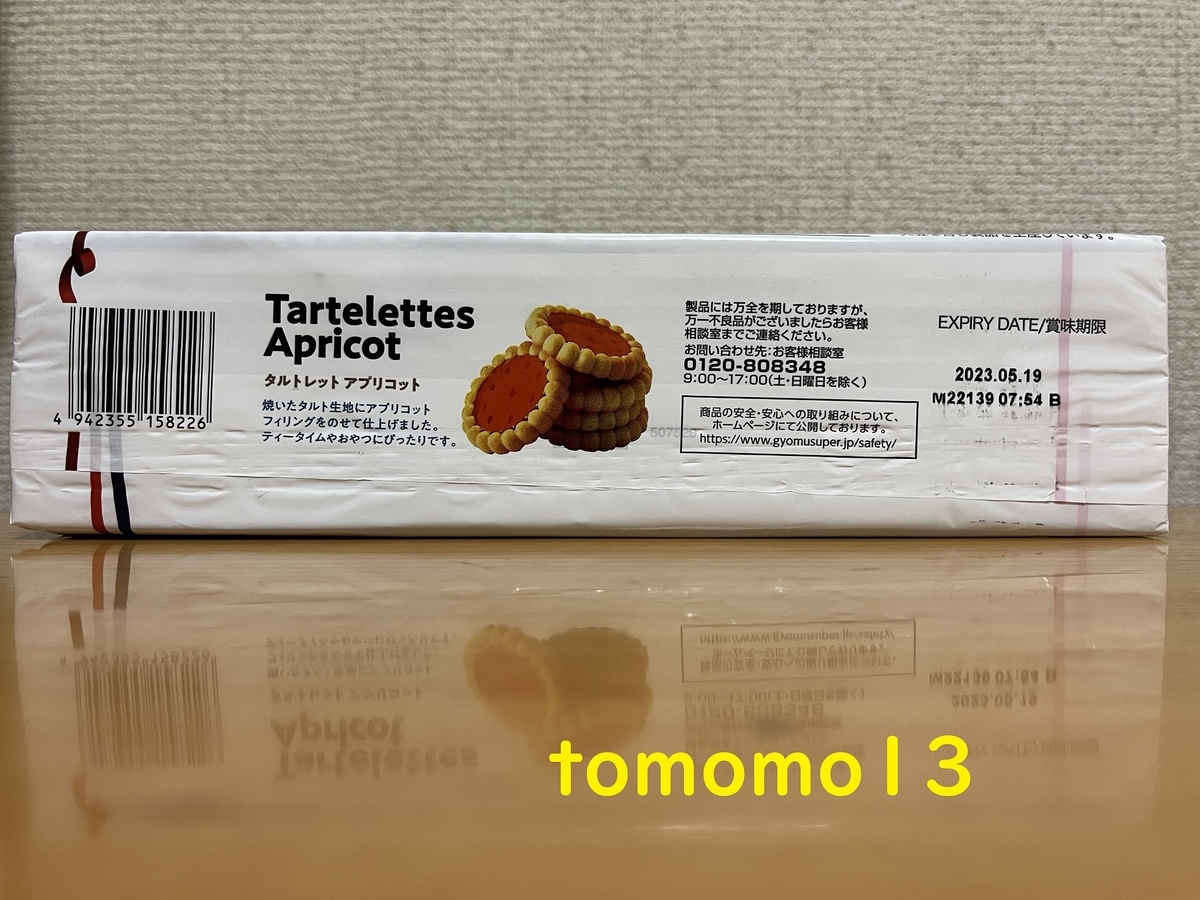 4 942355 158226
Tartelettes
Apricot
タルトレット アプリコット
焼いたタルト生地にアプリコット
フィリングをのせて仕上げました。
ティータイムやおやつにぴったりです。
製品には万全を期しておりますが、
万一不良品がございましたらお客様
相談室までご連絡ください。
お問い合わせ先:お客様相談室
0120-808348
9:00〜17:00(土・日曜日を除く)
商品の安全・安心への取り組みについて、
ホームページにて公開しております。
https://www.gyomusuper.jp/safety/
EXPIRY DATE/賞味期限
2023.05.19
M22139 07:54 B
tomomo13